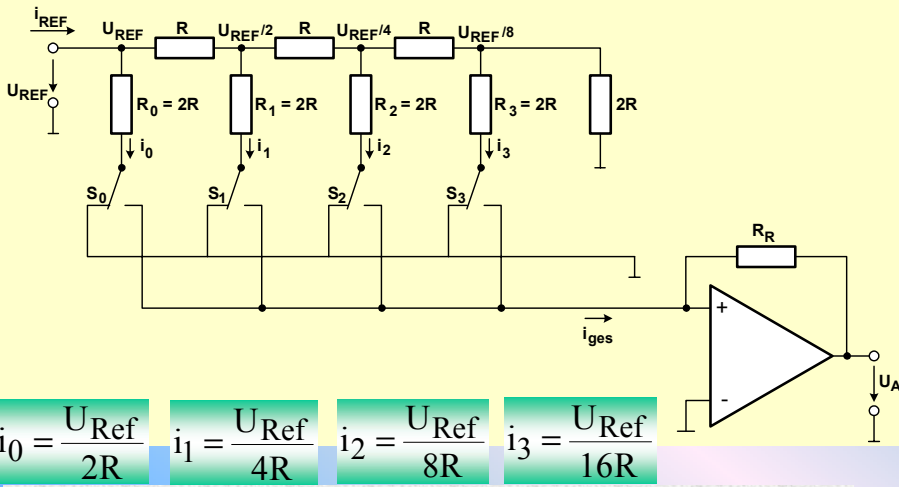 iREF
UREF R UREF/2 R UREF/4 R UREF/8
UREF
R0 = 2R R1 = 2R R2 = 2R R3 = 2R 2R
i0 i1 i2 i3
S0 S1 S2 S3
RR
+
iges
-
UA
i0 = URef/2R i1 = URef/4R i2 = URef/8R i3 = URef/16R